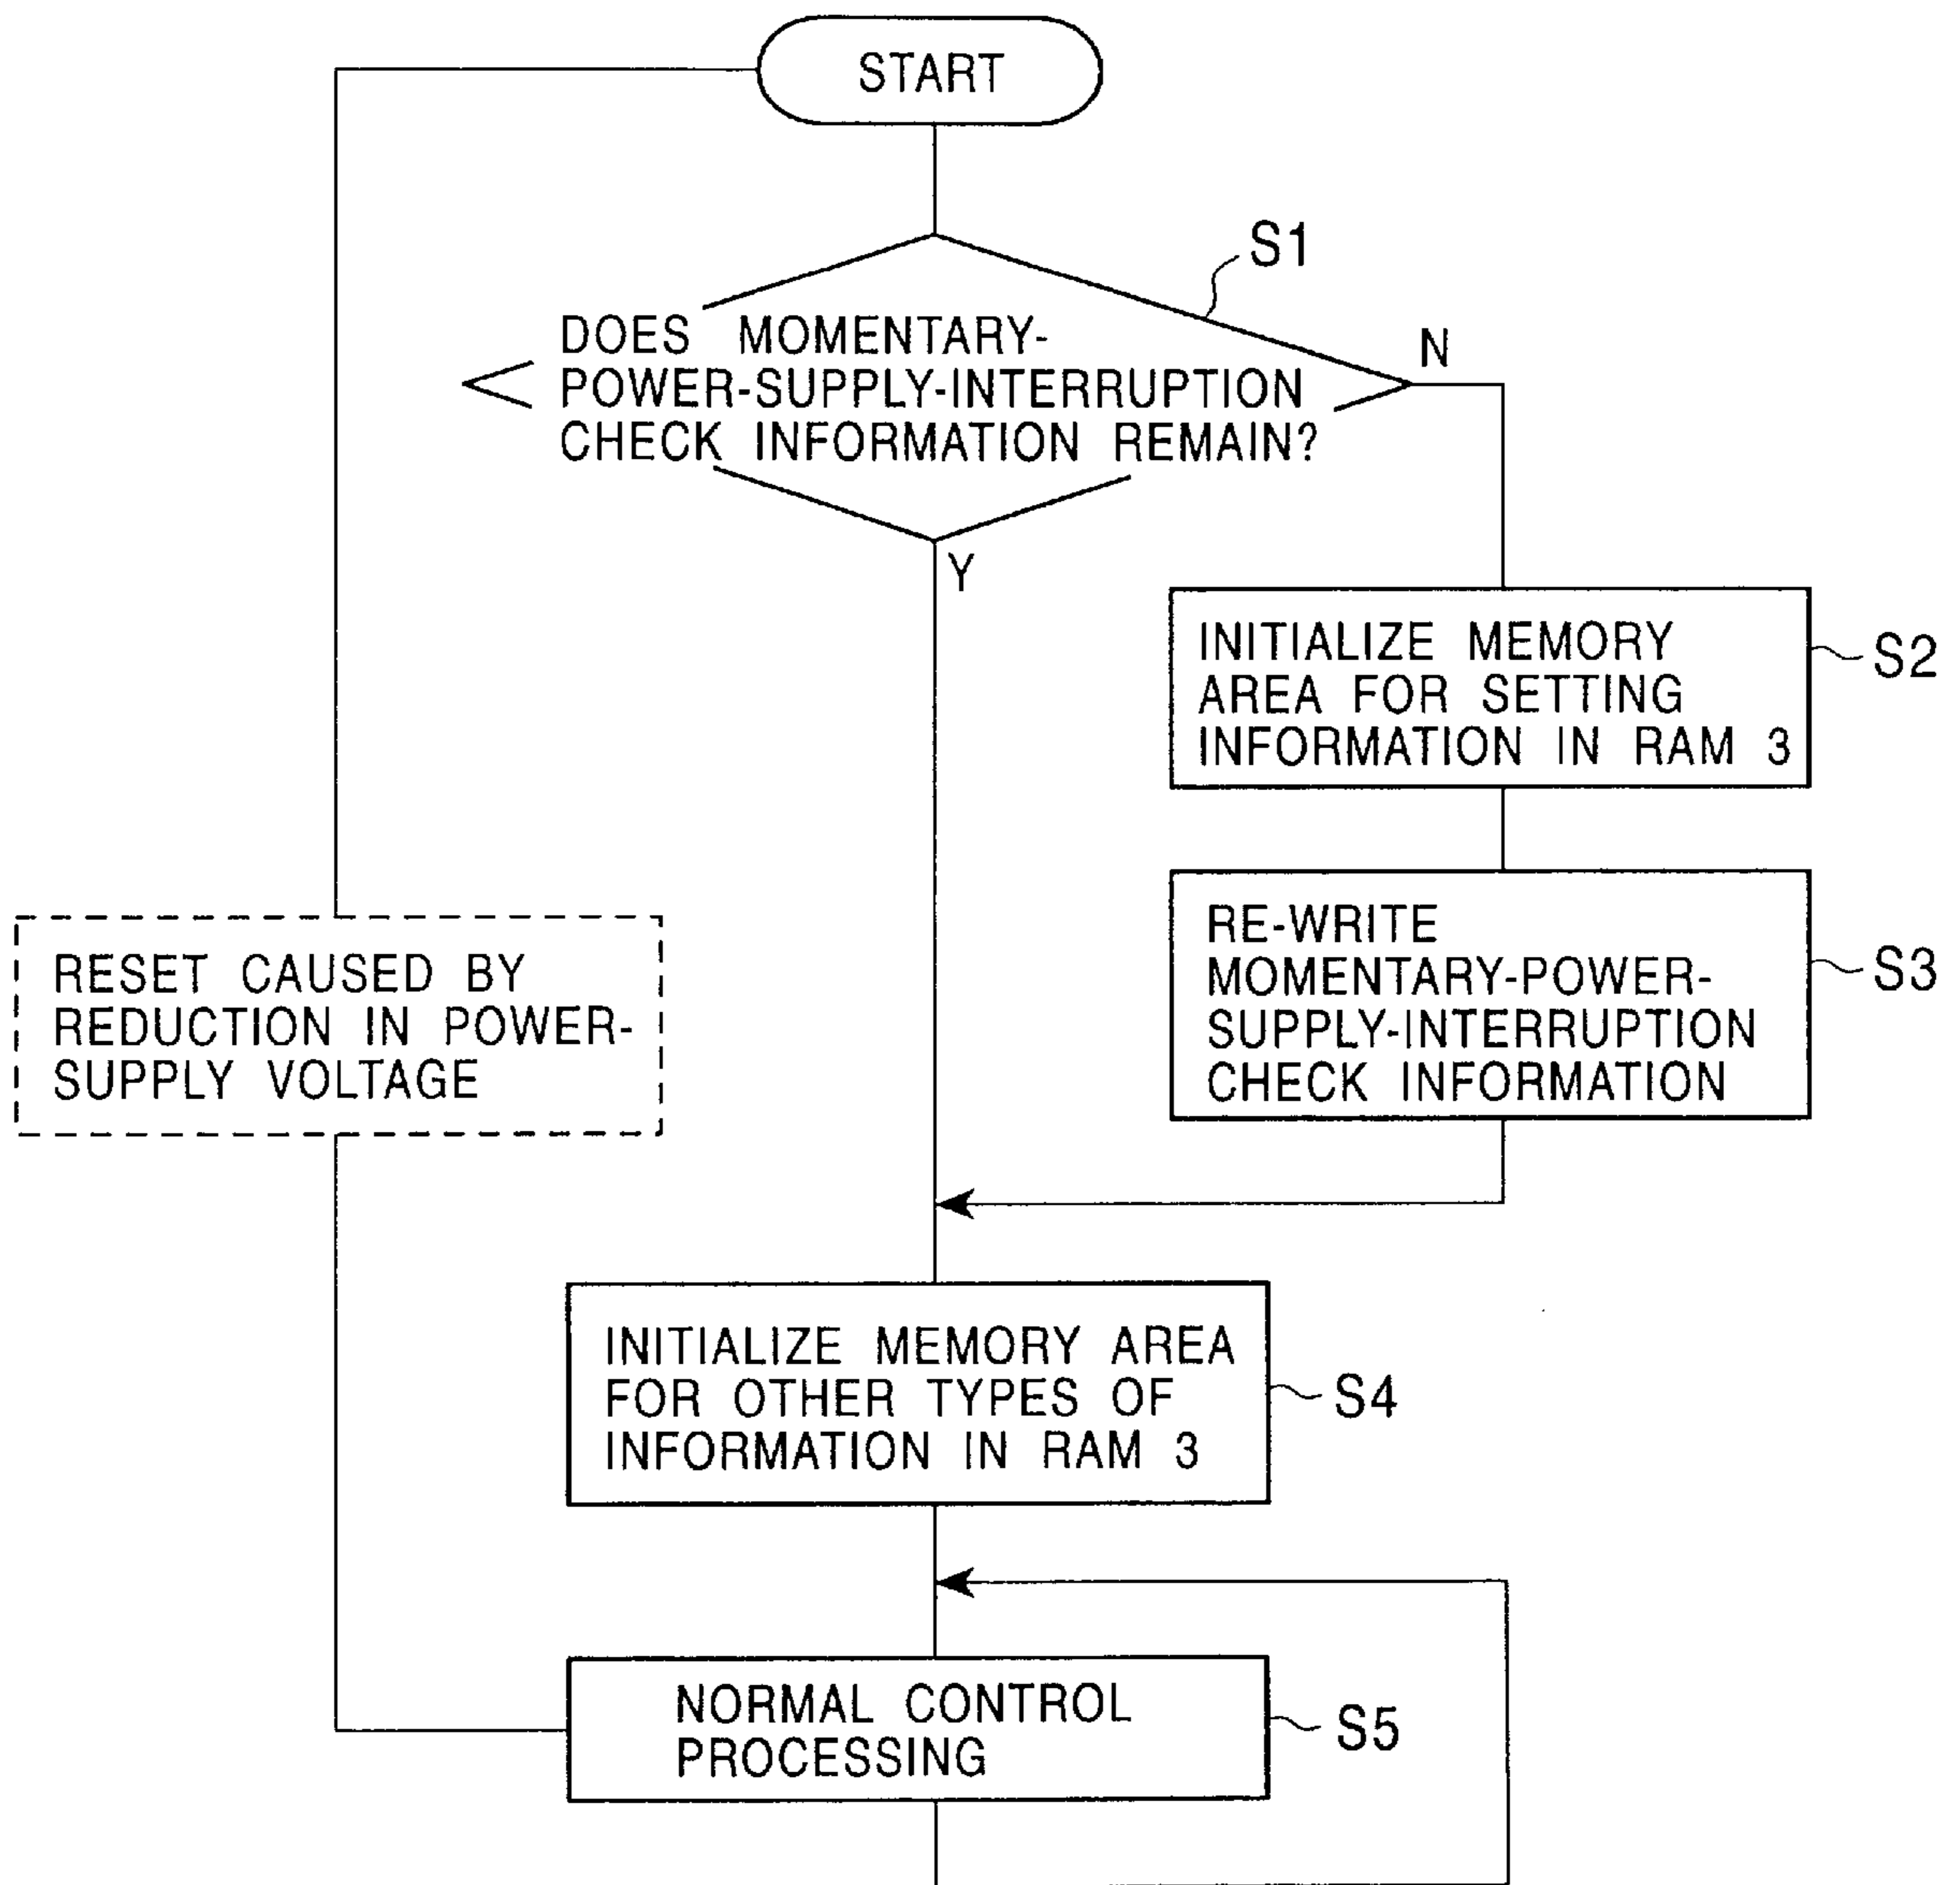 START
S1
DOES MOMENTARY-
POWER-SUPPLY-INTERRUPTION
CHECK INFORMATION REMAIN?
N
Y
INITIALIZE MEMORY
AREA FOR SETTING
INFORMATION IN RAM 3
S2
RE-WRITE
MOMENTARY-POWER-
SUPPLY-INTERRUPTION
CHECK INFORMATION
S3
RESET CAUSED BY
REDUCTION IN POWER-
SUPPLY VOLTAGE
INITIALIZE MEMORY AREA
FOR OTHER TYPES OF
INFORMATION IN RAM 3
S4
NORMAL CONTROL
PROCESSING
S5